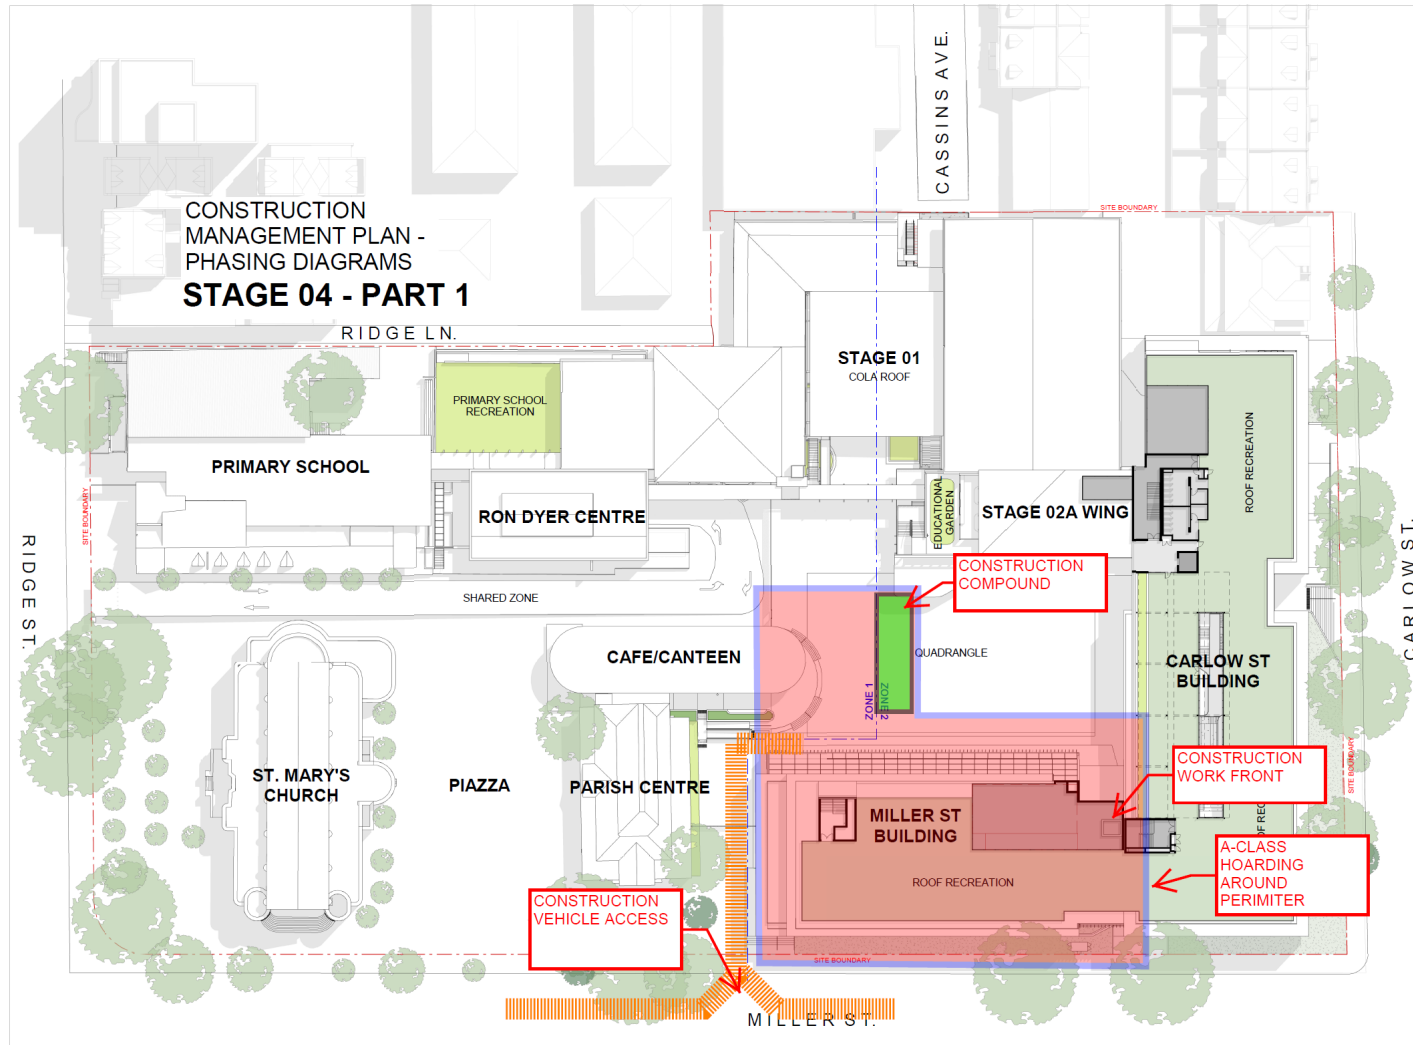 CASSINS AVE.
SITE BOUNDARY
CONSTRUCTION
MANAGEMENT PLAN -
PHASING DIAGRAMS
STAGE 04 - PART 1
RIDGE LN.
STAGE 01
COLA ROOF
PRIMARY SCHOOL
RECREATION
ROOF RECREATION
PRIMARY SCHOOL
SITE BOUNDARY
RON DYER CENTRE
EDUCATIONAL
GARDEN
STAGE 02A WING
RIDGE ST.
CARLOW ST.
CONSTRUCTION
COMPOUND
SHARED ZONE
CAFE/CANTEEN
QUADRANGLE
CARLOW ST
BUILDING
ZONE 1
ZONE 2
SITE BOUNDARY
CONSTRUCTION
WORK FRONT
ST. MARY'S
CHURCH
PIAZZA
PARISH CENTRE
MILLER ST
BUILDING
OF REC
A-CLASS
HOARDING
AROUND
PERIMITER
ROOF RECREATION
CONSTRUCTION
VEHICLE ACCESS
SITE BOUNDARY
MILLER ST.